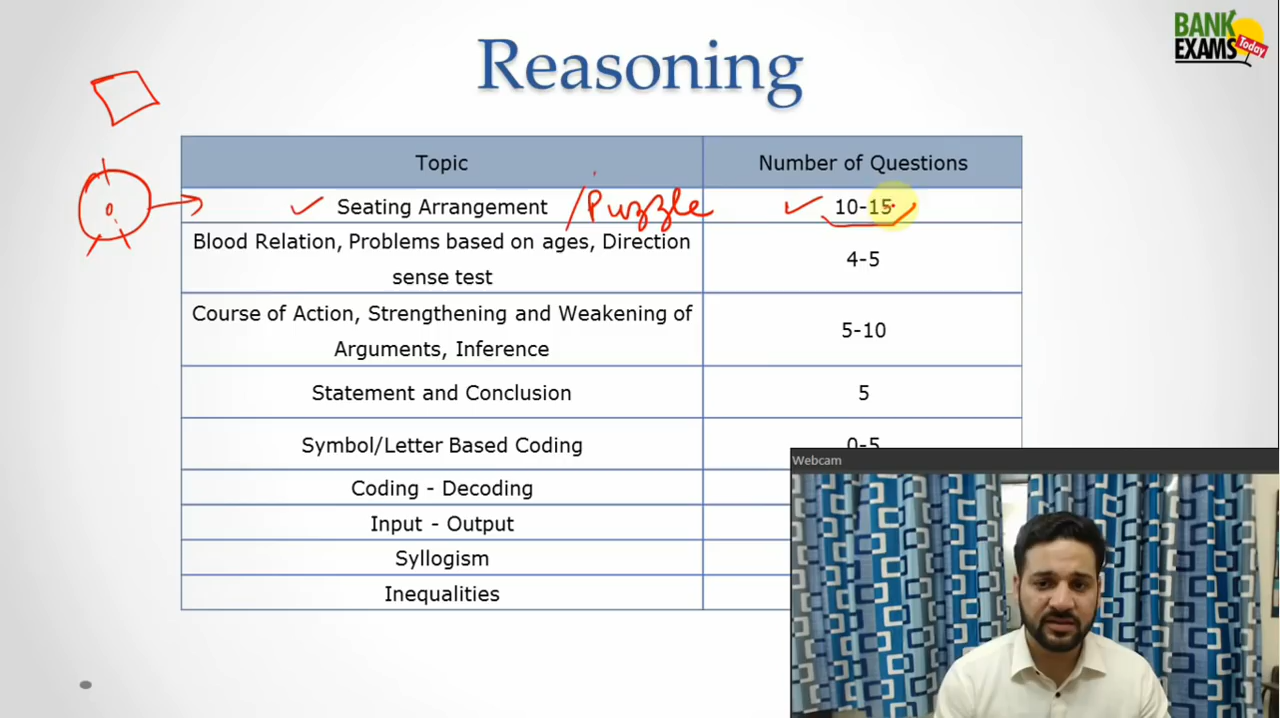 BANK
EXAMS Today
Reasoning
Topic Number of Questions
Seating Arrangement /Puzzle 10-15
Blood Relation, Problems based on ages, Direction
sense test
4-5
Course of Action, Strengthening and Weakening of
Arguments, Inference
5-10
Statement and Conclusion 5
Symbol/Letter Based Coding 0-5
Webcam
Coding - Decoding
Input - Output
Syllogism
Inequalities